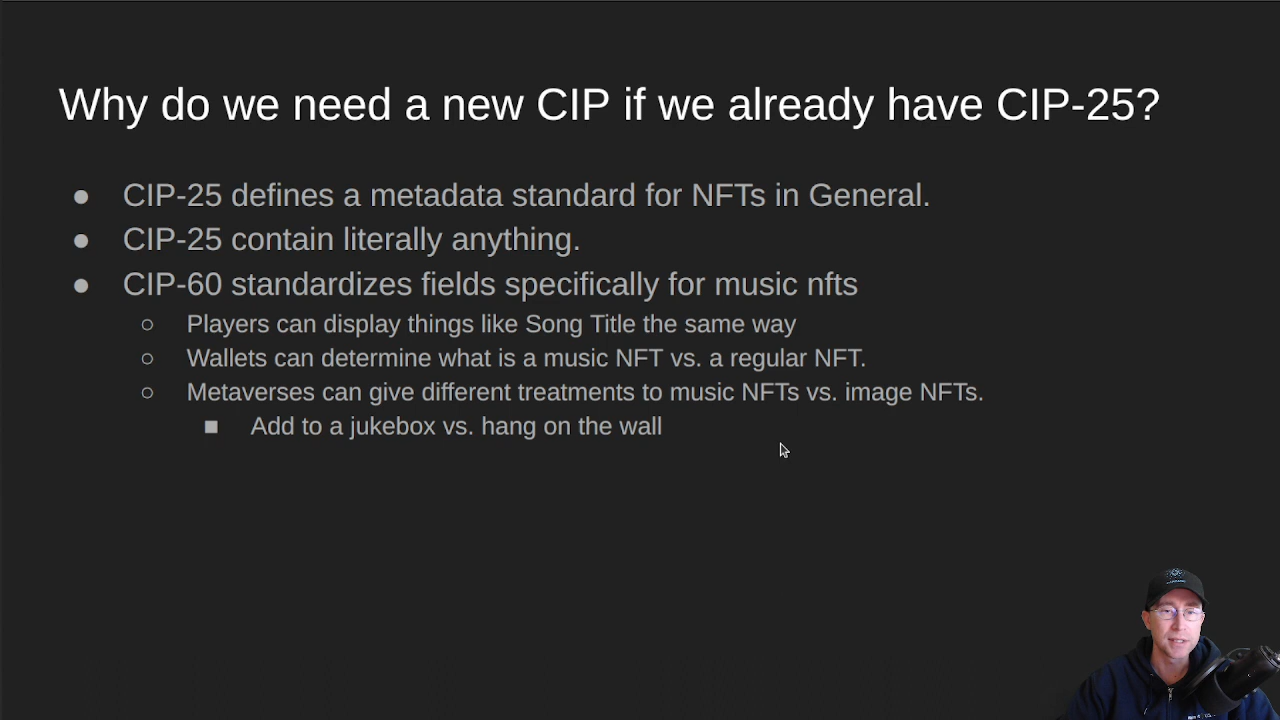 Why do we need a new CIP if we already have CIP-25?
● CIP-25 defines a metadata standard for NFTs in General.
● CIP-25 contain literally anything.
● CIP-60 standardizes fields specifically for music nfts
○ Players can display things like Song Title the same way
○ Wallets can determine what is a music NFT vs. a regular NFT.
○ Metaverses can give different treatments to music NFTs vs. image NFTs.
■ Add to a jukebox vs. hang on the wall